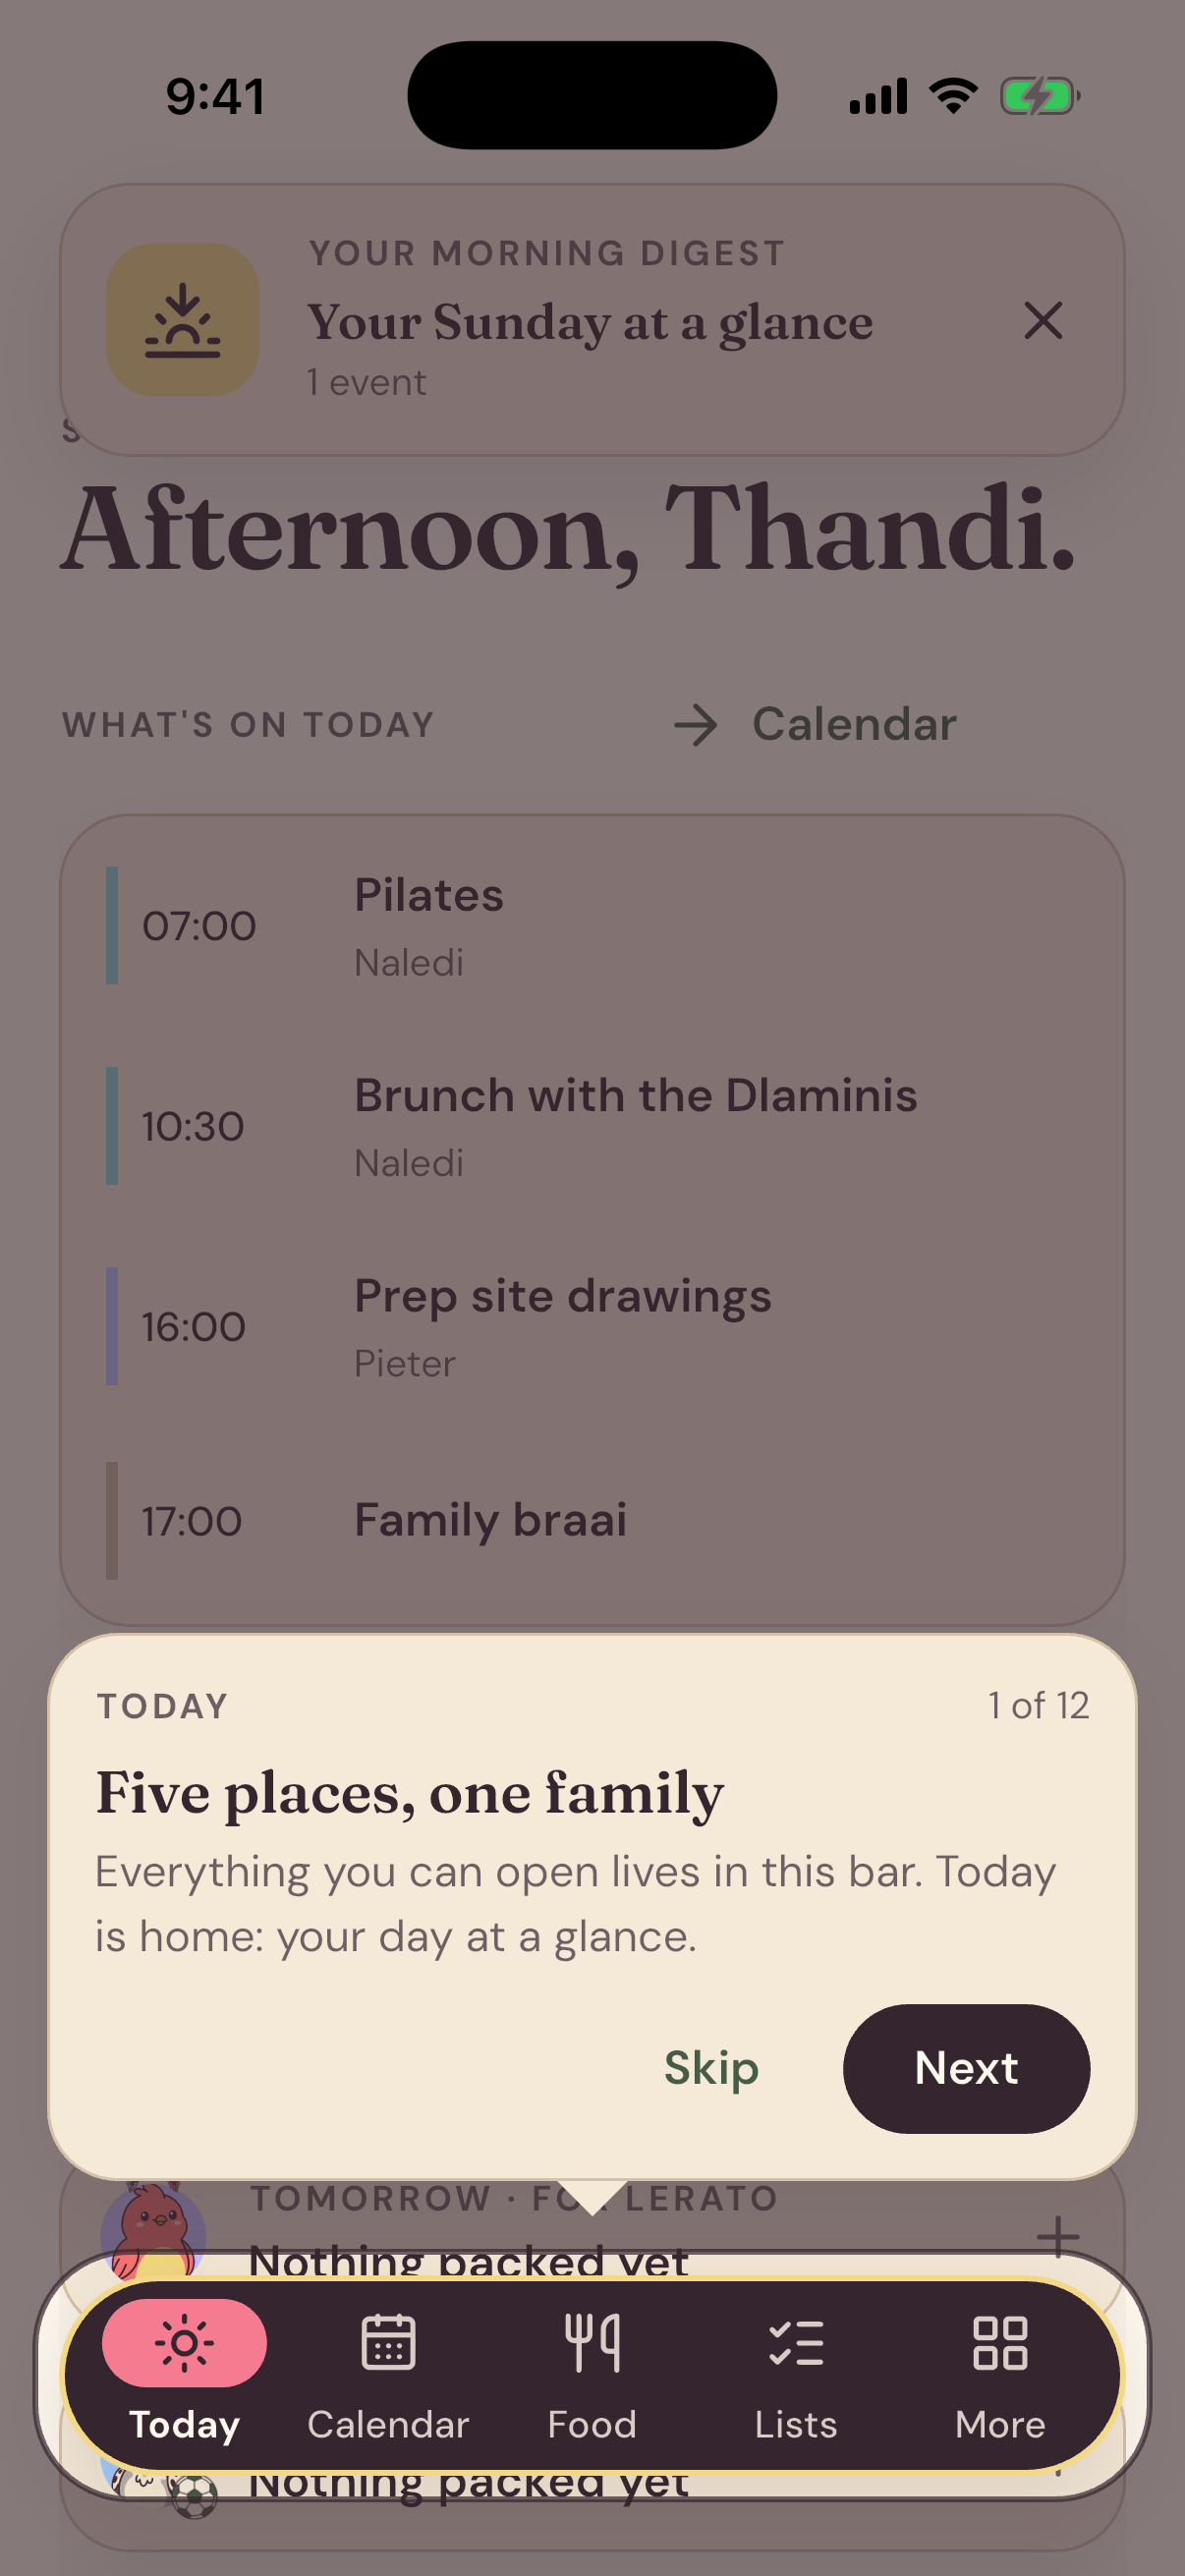 9:41
YOUR MORNING DIGEST
Your Sunday at a glance
1 event
Afternoon, Thandi.
WHAT'S ON TODAY
Calendar
07:00
Pilates
Naledi
10:30
Brunch with the Dlaminis
Naledi
16:00
Prep site drawings
Pieter
17:00
Family braai
TODAY
1 of 12
Five places, one family
Everything you can open lives in this bar. Today
is home: your day at a glance.
Skip
Next
TOMORROW · FOR LERATO
Nothing packed yet
Today
Calendar
Food
Lists
More
Nothing packed yet